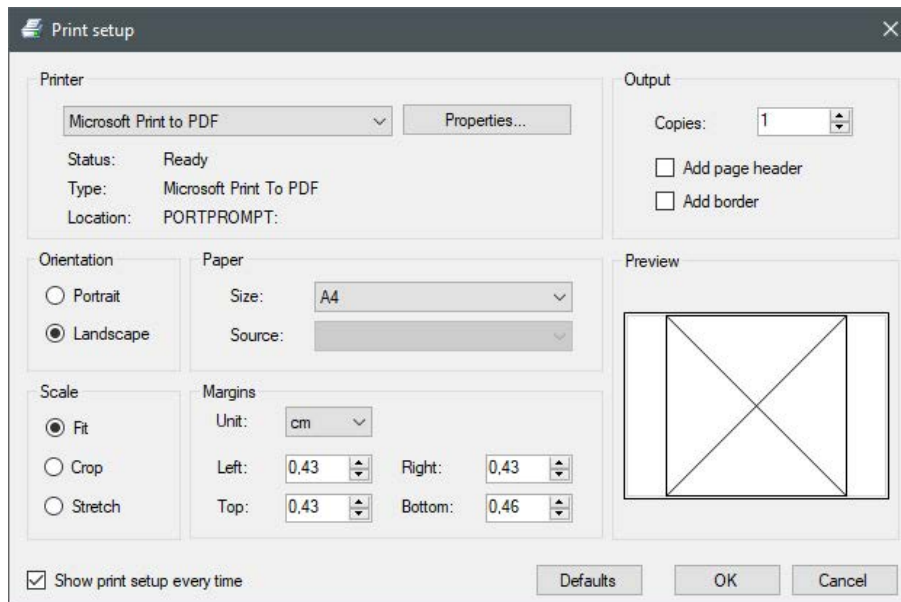 Print setup
Printer
Microsoft Print to PDF
Properties...
Status: Ready
Type: Microsoft Print To PDF
Location: PORTPROMPT:
Output
Copies: 1
Add page header
Add border
Orientation
Portrait
Landscape
Paper
Size: A4
Source:
Preview
Scale
Fit
Crop
Stretch
Margins
Unit: cm
Left: 0,43 Right: 0,43
Top: 0,43 Bottom: 0,46
Show print setup every time
Defaults
OK
Cancel